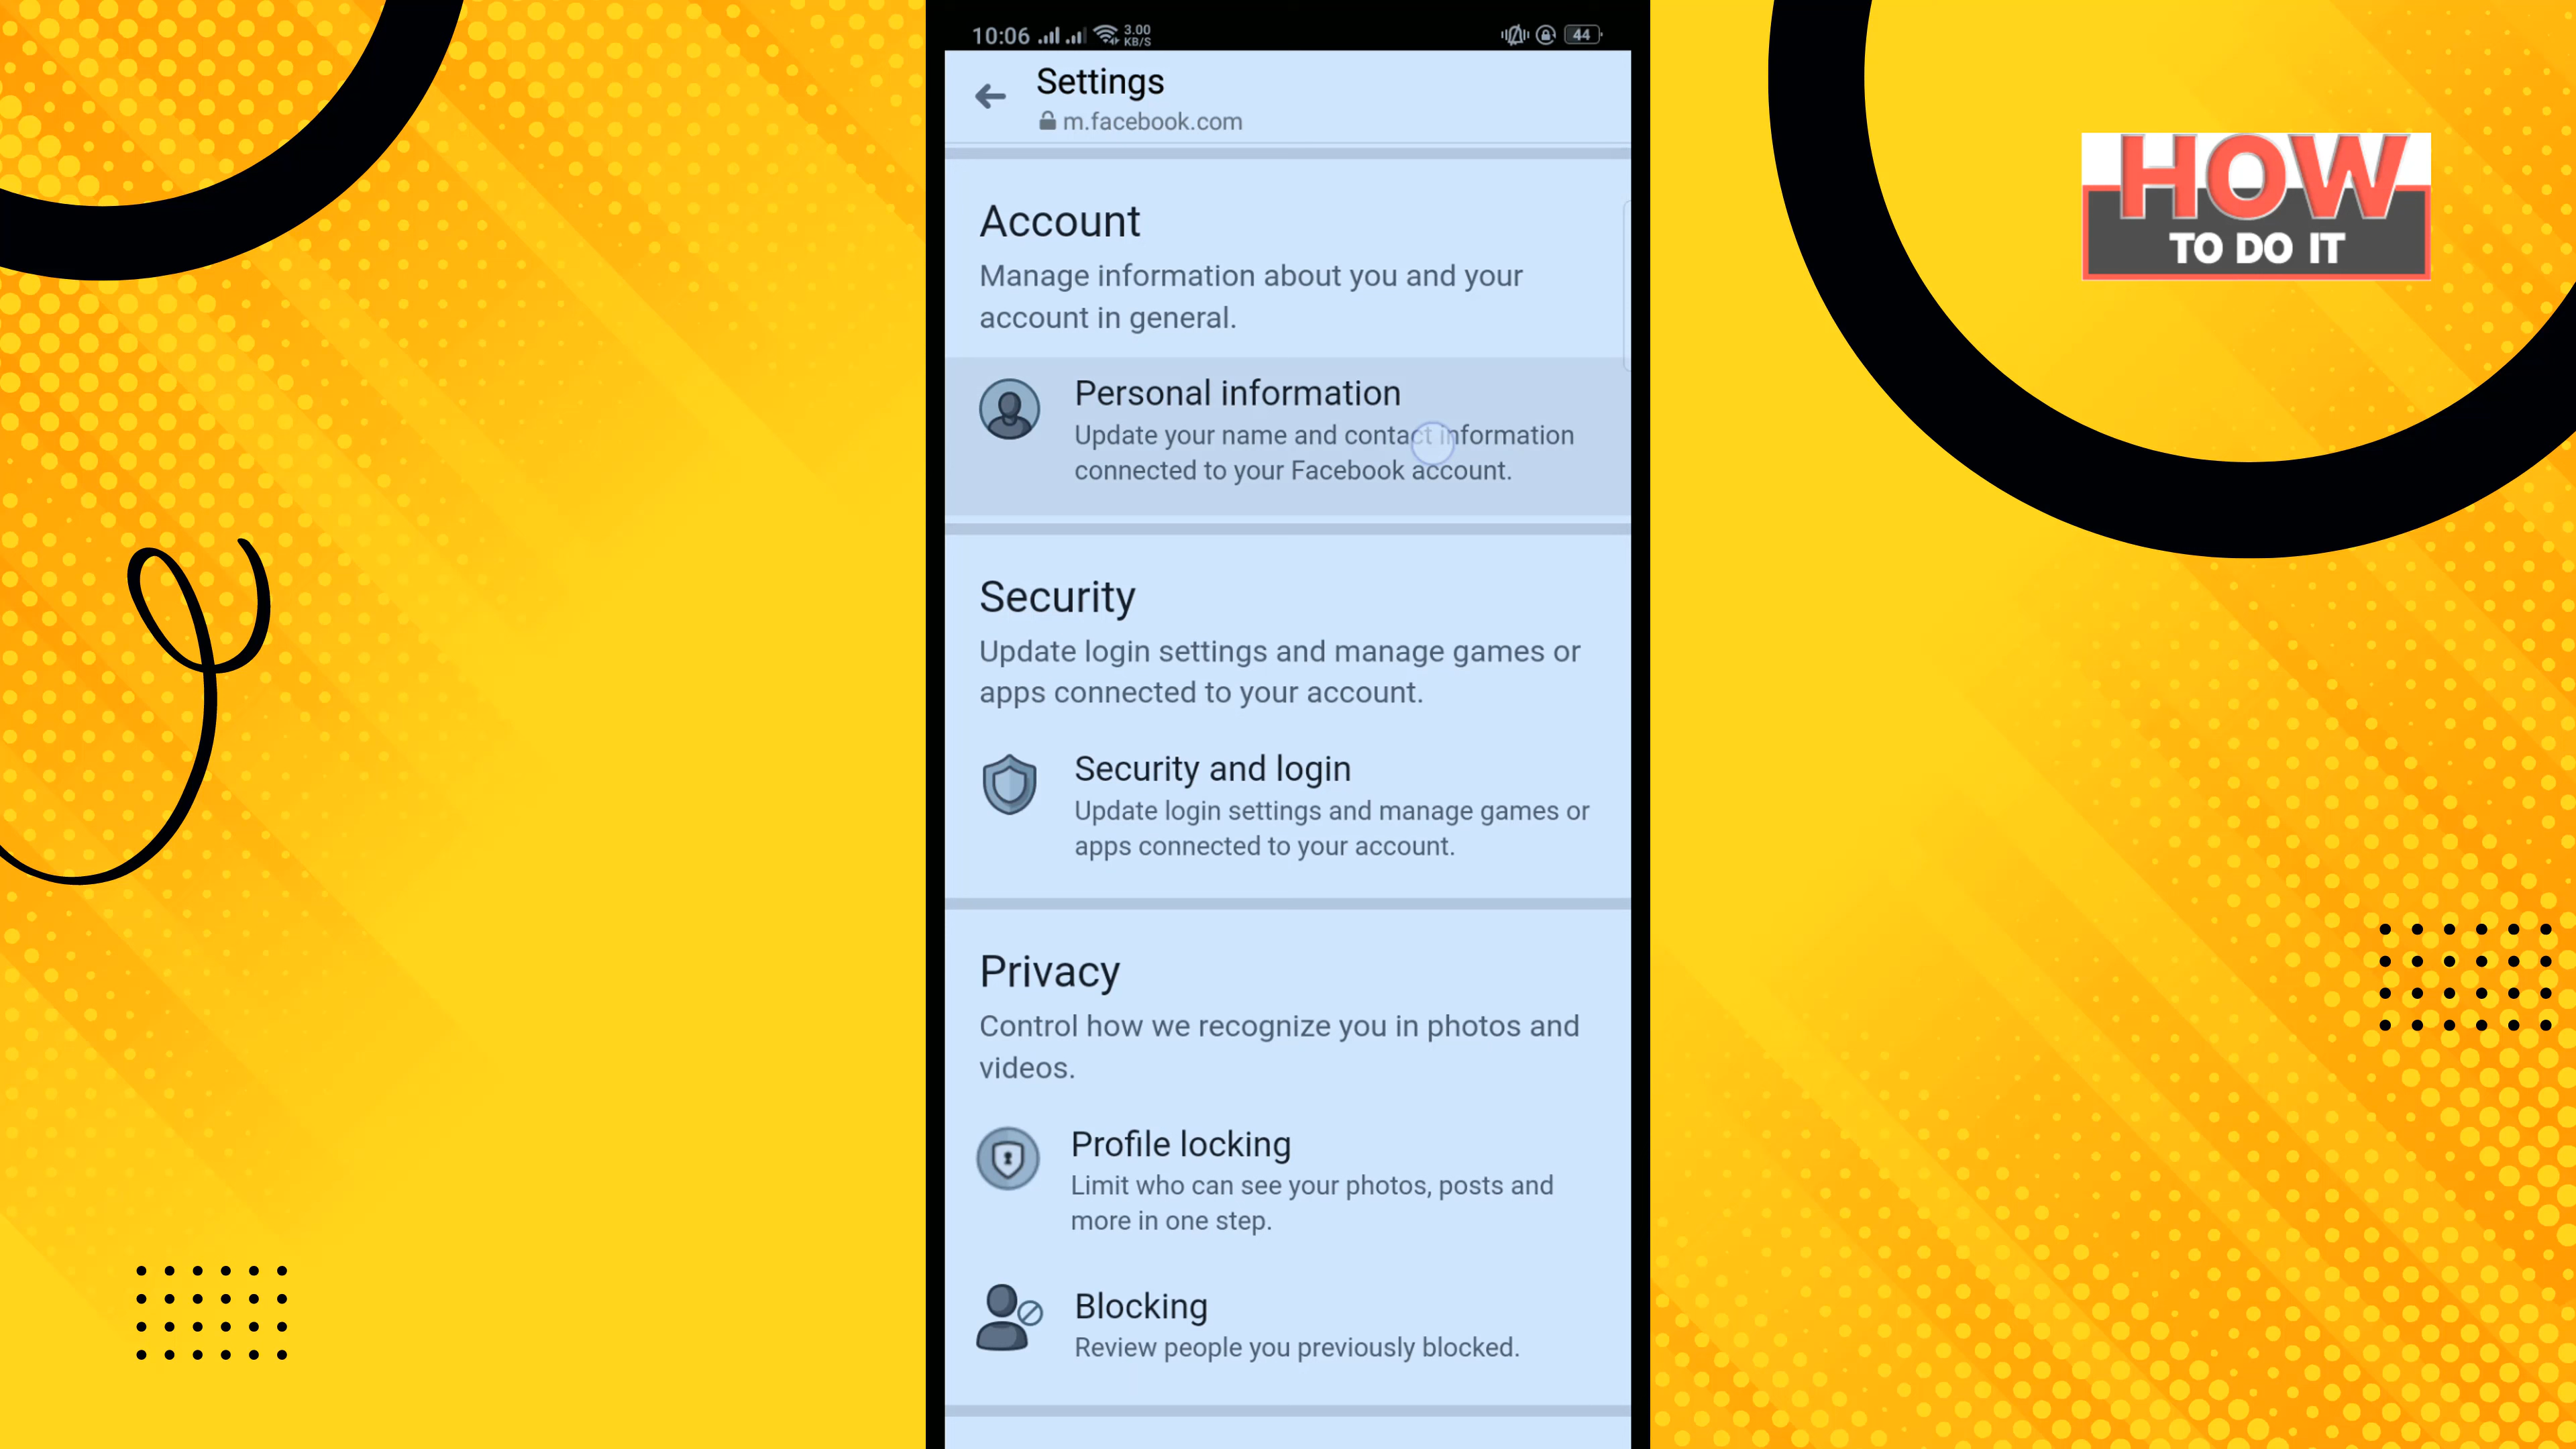 10:06
3.00
KB/S
44
Settings
m.facebook.com
HOW
TO DO IT
Account
Manage information about you and your
account in general.
Personal information
Update your name and contact information
connected to your Facebook account.
Security
Update login settings and manage games or
apps connected to your account.
Security and login
Update login settings and manage games or
apps connected to your account.
Privacy
Control how we recognize you in photos and
videos.
Profile locking
Limit who can see your photos, posts and
more in one step.
Blocking
Review people you previously blocked.